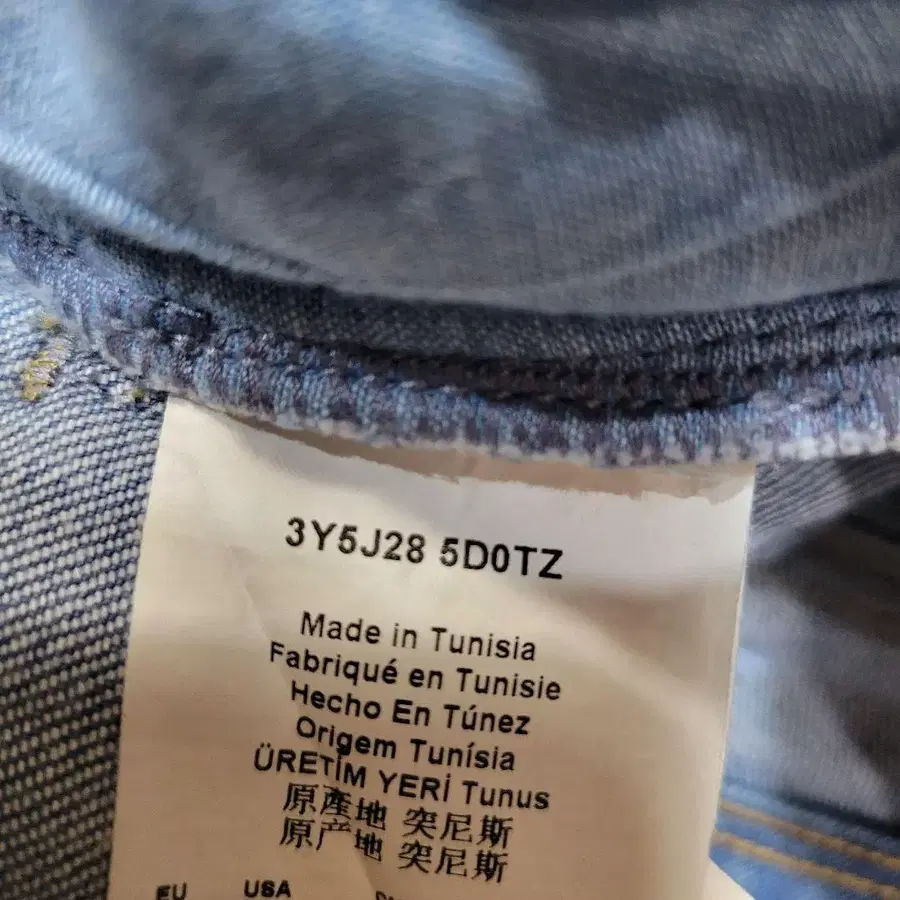 3Y5J28 5D0TZ
Made in Tunisia
Fabriqué en Tunisie
Hecho En Túnez
Origem Tunísia
ÜRETİM YERİ Tunus
原產地 突尼斯
原产地 突尼斯
EU USA